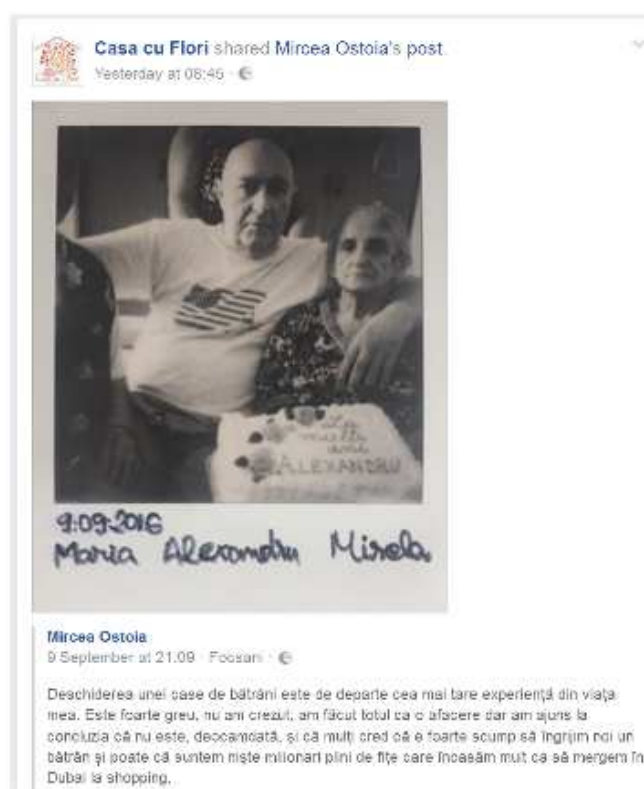 Casa cu Flori shared Mircea Ostoia's post
Yesterday at 08:45
La
multi
ani
ALEXANDRU
9.09.2016
Maria Alexandru Mirela
Mircea Ostoia
9 September at 21:09 · Focsani ·
Deschiderea unei case de bătrâni este de departe cea mai tare experiență din viața
mea. Este foarte greu, nu am crezut, am făcut totul ca o afacere dar am ajuns la
concluzia că nu este, deocamdată, și că mulți cred că e foarte scump să îngrijim noi un
bătrân și poate că suntem niște milionari plini de fițe care încasăm mult ca să mergem în
Dubai la shopping.